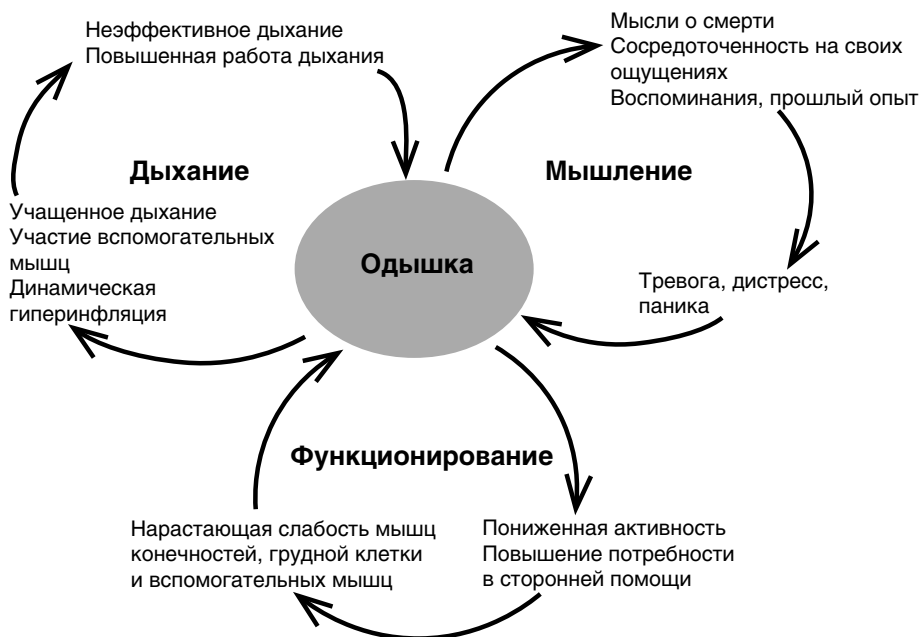 Неэффективное дыхание
Повышенная работа дыхания
Мысли о смерти
Сосредоточенность на своих
ощущениях
Воспоминания, прошлый опыт
Дыхание
Мышление
Учащенное дыхание
Участие вспомогательных
мышц
Динамическая
гиперинфляция
Одышка
Тревога, дистресс,
паника
Функционирование
Нарастающая слабость мышц
конечностей, грудной клетки
и вспомогательных мышц
Пониженная активность
Повышение потребности
в сторонней помощи